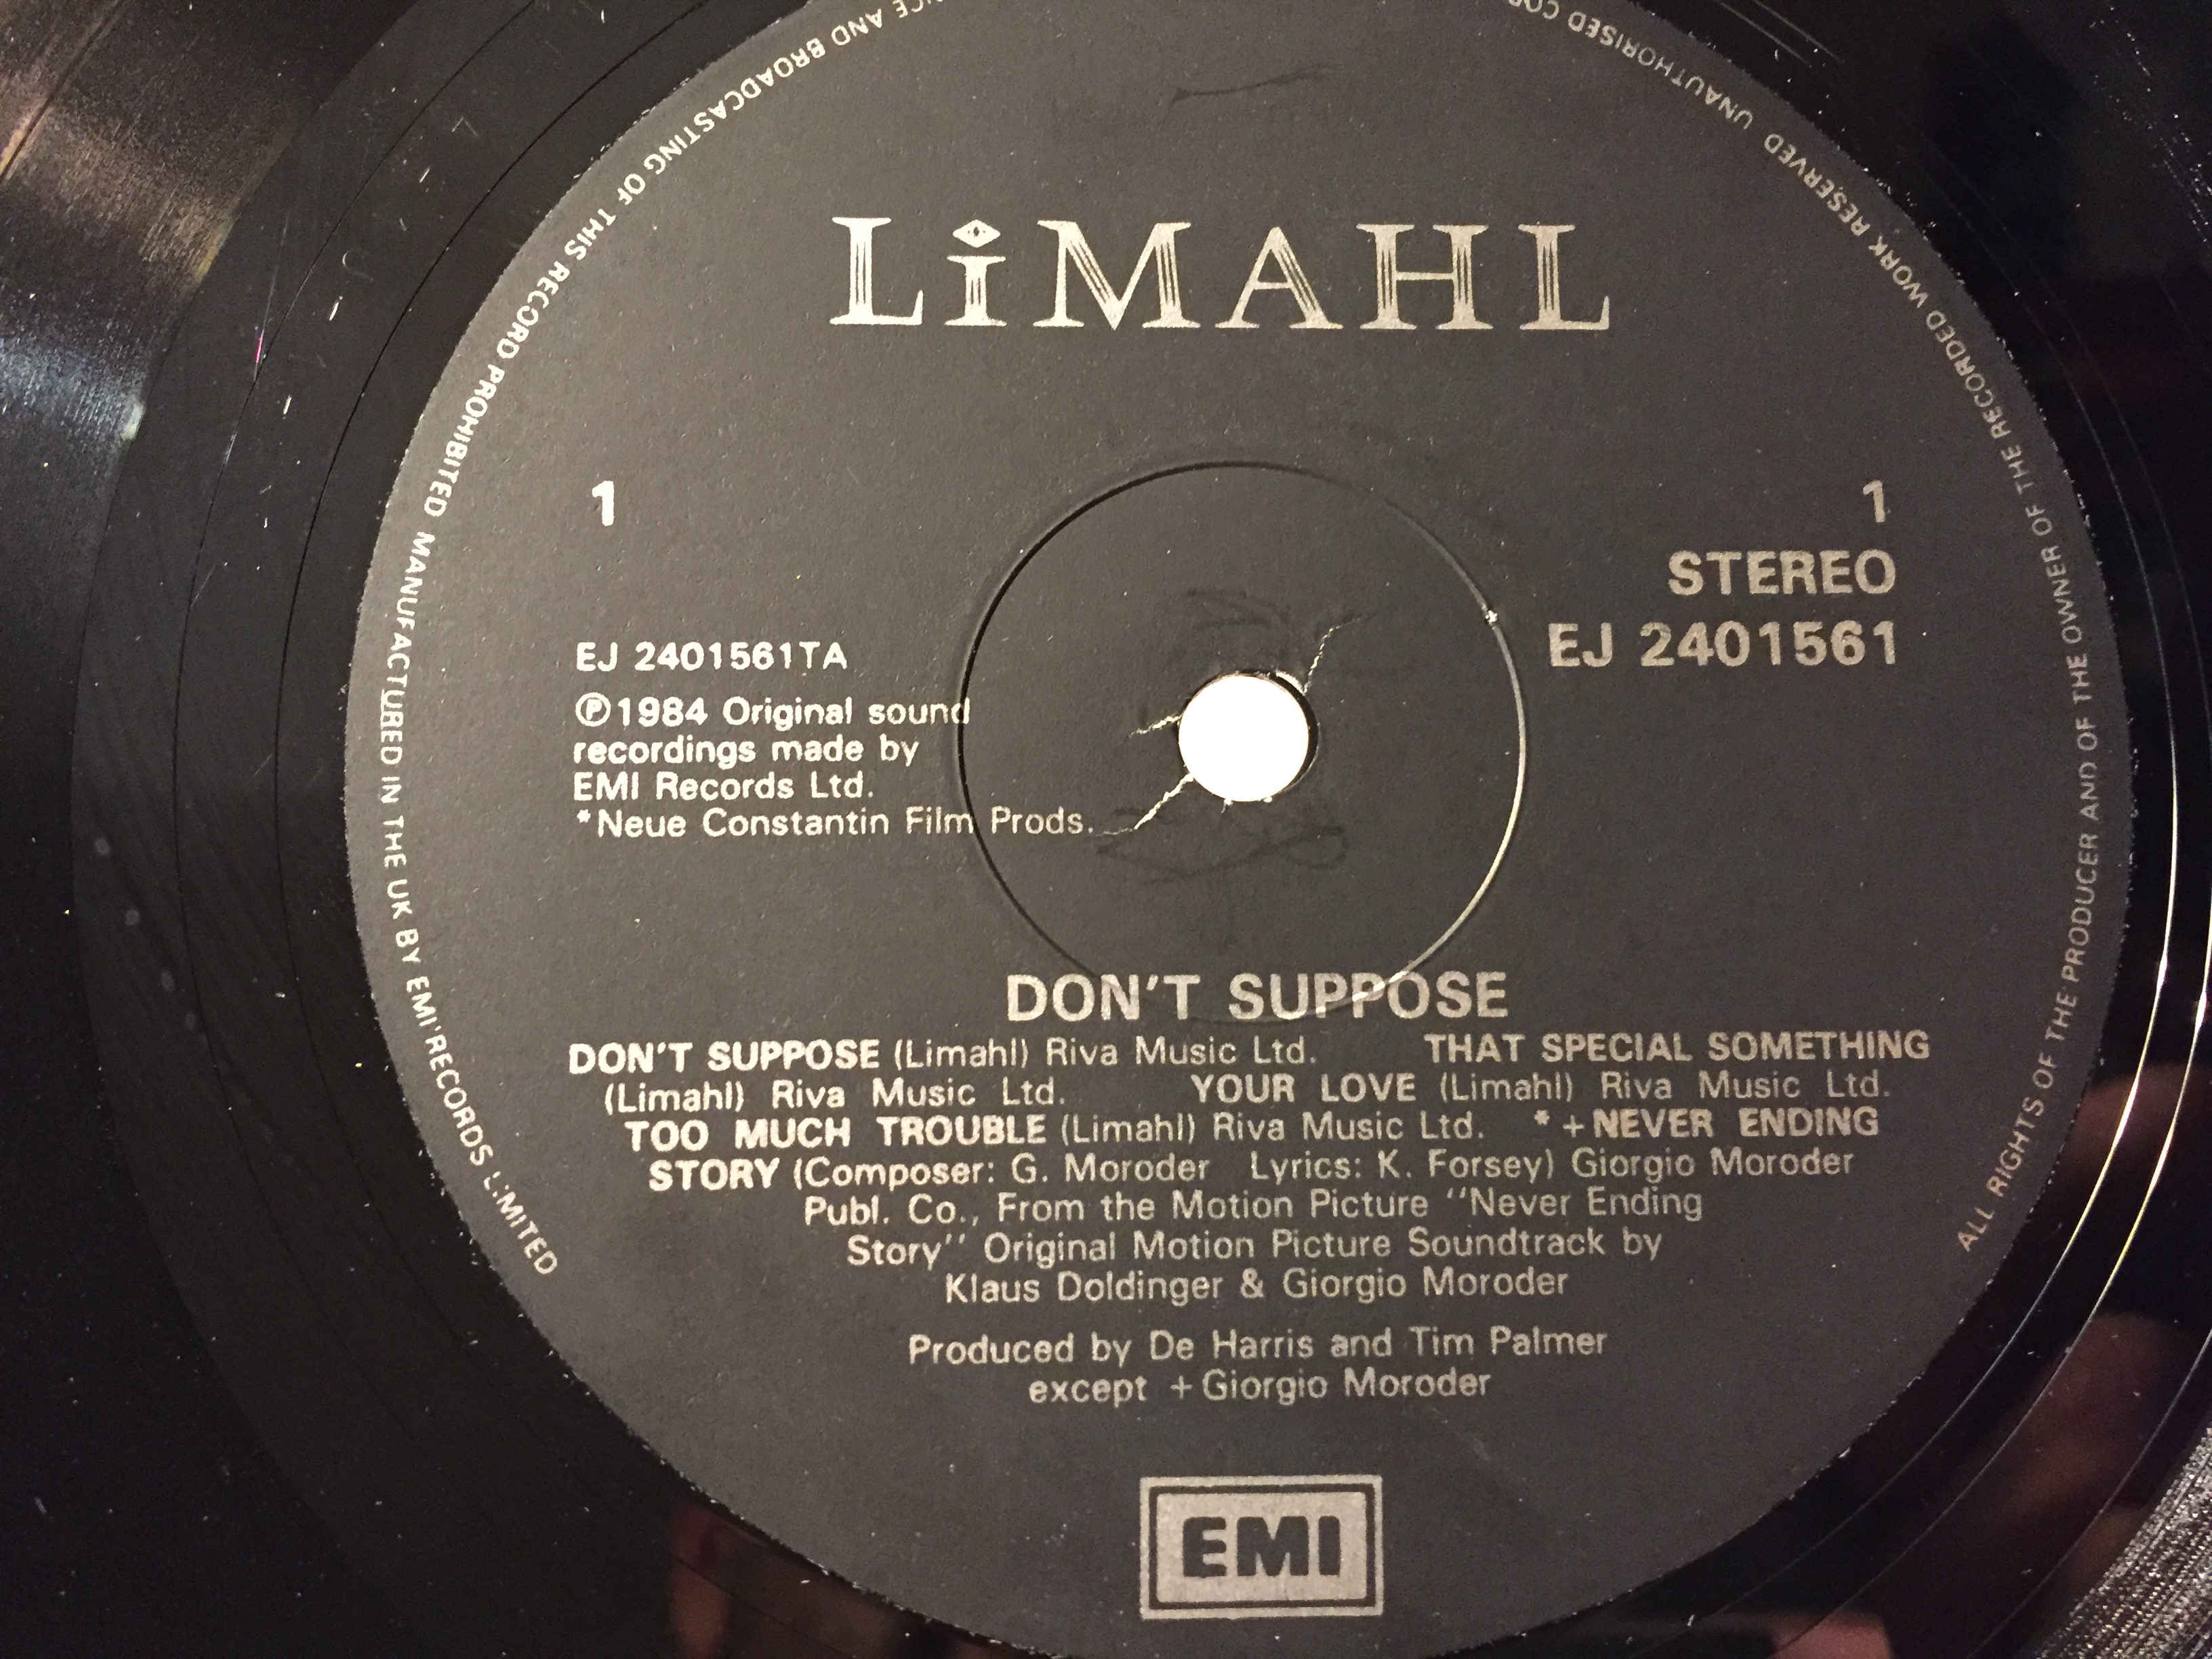 LiMAHL
1
1
STEREO
EJ 2401561
EJ 2401561TA
Ⓟ1984 Original sound
recordings made by
EMI Records Ltd.
*Neue Constantin Film Prods.
DON'T SUPPOSE
DON'T SUPPOSE (Limahl) Riva Music Ltd. THAT SPECIAL SOMETHING
(Limahl) Riva Music Ltd. YOUR LOVE (Limahl) Riva Music Ltd.
TOO MUCH TROUBLE (Limahl) Riva Music Ltd. *+NEVER ENDING
STORY (Composer: G. Moroder Lyrics: K. Forsey) Giorgio Moroder
Publ. Co., From the Motion Picture "Never Ending
Story" Original Motion Picture Soundtrack by
Klaus Doldinger & Giorgio Moroder
Produced by De Harris and Tim Palmer
except +Giorgio Moroder
EMI
ALL RIGHTS OF THE PRODUCER AND OF THE OWNER OF THE RECORDED WORK RESERVED UNAUTHORISED
AND BROADCASTING OF THIS RECORD PROHIBITED MANUFACTURED IN THE UK BY EMI RECORDS LIMITED